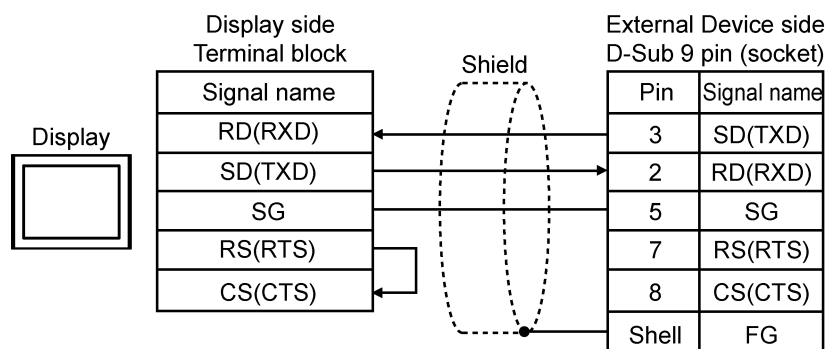 Display side
Terminal block
External Device side
D-Sub 9 pin (socket)
Shield
Display
Signal name
Pin Signal name
RD(RXD)
3 SD(TXD)
SD(TXD)
2 RD(RXD)
SG
5 SG
RS(RTS)
7 RS(RTS)
CS(CTS)
8 CS(CTS)
Shell FG